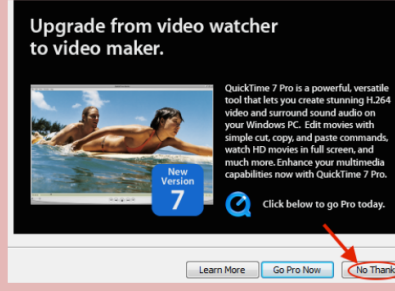 Upgrade from video watcher
to video maker.
QuickTime 7 Pro is a powerful, versatile
tool that lets you create stunning H.264
video and surround sound audio on
your Windows PC. Edit movies with
simple cut, copy, and paste commands,
watch HD movies in full screen, and
much more. Enhance your multimedia
capabilities now with QuickTime 7 Pro.
New
Version
7
Click below to go Pro today.
Learn More Go Pro Now No Thank